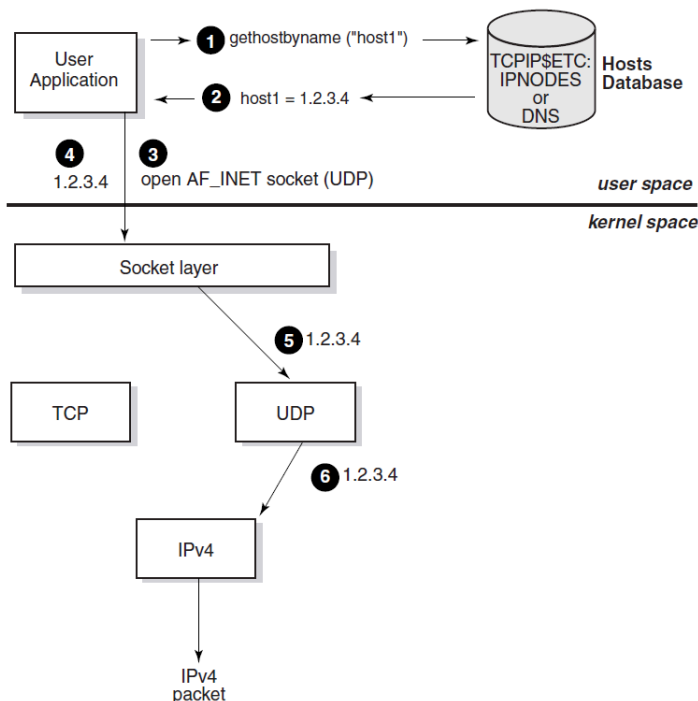 User
Application
1 gethostbyname ("host1")
2 host1 = 1.2.3.4
TCPIP$ETC:
IPNODES
or
DNS
Hosts
Database
4
1.2.3.4
3
open AF_INET socket (UDP)
user space
kernel space
Socket layer
5 1.2.3.4
TCP
UDP
6 1.2.3.4
IPv4
IPv4
packet